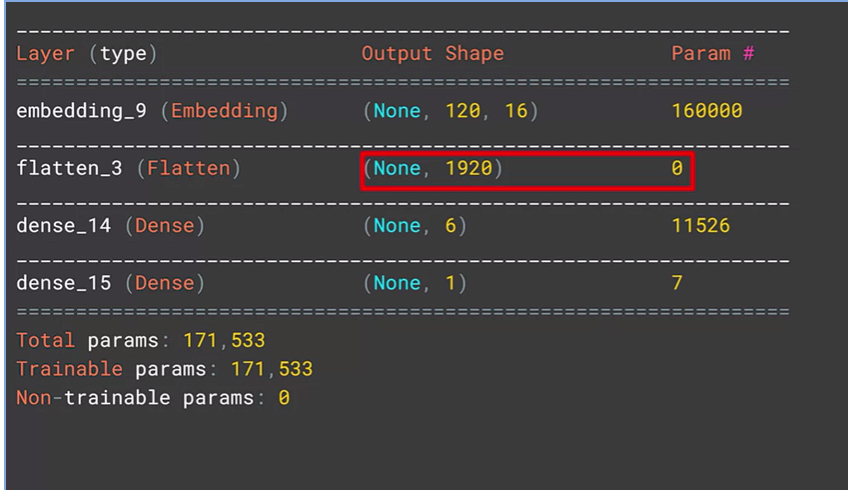 Layer (type) Output Shape Param #
embedding_9 (Embedding) (None, 120, 16) 160000
flatten_3 (Flatten) (None, 1920) 0
dense_14 (Dense) (None, 6) 11526
dense_15 (Dense) (None, 1) 7
Total params: 171,533
Trainable params: 171,533
Non-trainable params: 0